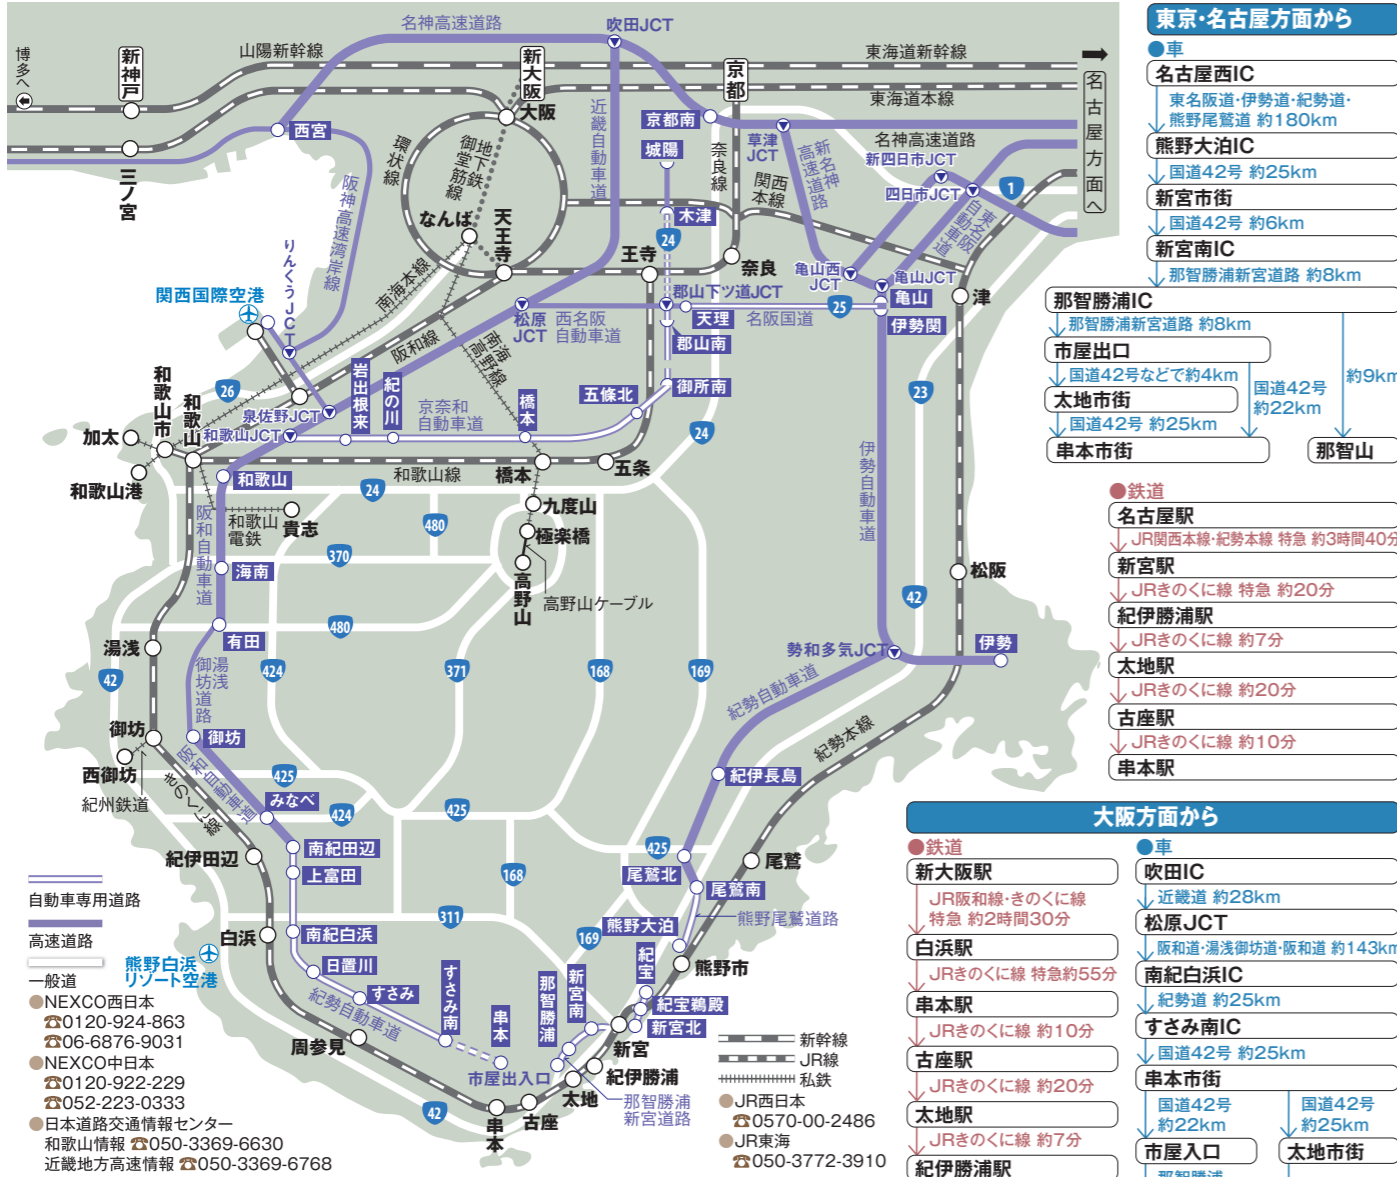 名神高速道路
吹田JCT
博多へ
新神戸
山陽新幹線
新大阪
大阪
京都
東海道新幹線
東海道本線
名古屋方面へ
西宮
三ノ宮
環状線
地下鉄
御堂筋線
近畿自動車道
京都南
城陽
奈良線
草津
JCT
名神高速道路
新名神
高速道路
新四日市JCT
四日市JCT
1
東名阪
自動車道
関西
本線
阪神高速湾岸線
りんくうJCT
なんば
天王寺
木津
24
王寺
奈良
亀山西
JCT
亀山JCT
亀山
津
関西国際空港
南海本線
郡山下ツ道JCT
天理
名阪国道
25
伊勢関
松原
JCT
西名阪
自動車道
郡山南
阪和線
南海
高野線
御所南
26
和歌山市
和歌山
岩出根来
紀の川
京奈和
自動車道
橋本
五條北
23
泉佐野JCT
和歌山JCT
加太
和歌山港
和歌山
和歌山線
橋本
五条
24
伊勢自動車道
24
九度山
和歌山
電鉄
貴志
480
極楽橋
阪和自動車道
370
海南
高野山
高野山ケーブル
松阪
42
有田
480
湯浅
湯浅
御坊道路
424
371
168
169
勢和多気JCT
伊勢
42
紀勢自動車道
御坊
御坊
西御坊
紀州鉄道
阪和自動車道
きのくに線
425
みなべ
424
425
紀伊長島
紀勢本線
紀伊田辺
南紀田辺
上富田
168
425
尾鷲北
尾鷲
尾鷲南
熊野尾鷲道路
311
熊野大泊
白浜
南紀白浜
169
熊野市
熊野白浜
リゾート空港
日置川
すさみ
紀勢自動車道
すさみ南
串本
那智勝浦
新宮南
紀宝
紀宝鵜殿
新宮北
新宮
周参見
市屋出入口
紀伊勝浦
太地
那智勝浦
新宮道路
42
串本
古座
自動車専用道路
高速道路
一般道
●NEXCO西日本
☎0120-924-863
☎06-6876-9031
●NEXCO中日本
☎0120-922-229
☎052-223-0333
●日本道路交通情報センター
和歌山情報 ☎050-3369-6630
近畿地方高速情報 ☎050-3369-6768
新幹線
JR線
私鉄
●JR西日本
☎0570-00-2486
●JR東海
☎050-3772-3910
東京・名古屋方面から
●車
名古屋西IC
東名阪道・伊勢道・紀勢道・
熊野尾鷲道 約180km
熊野大泊IC
国道42号 約25km
新宮市街
国道42号 約6km
新宮南IC
那智勝浦新宮道路 約8km
那智勝浦IC
那智勝浦新宮道路 約8km
市屋出口
国道42号などで約4km
太地市街
国道42号 約25km
国道42号
約22km
串本市街
約9km
那智山
●鉄道
名古屋駅
JR関西本線・紀勢本線 特急 約3時間40分
新宮駅
JRきのくに線 特急 約20分
紀伊勝浦駅
JRきのくに線 約7分
太地駅
JRきのくに線 約20分
古座駅
JRきのくに線 約10分
串本駅
大阪方面から
●鉄道
新大阪駅
JR阪和線・きのくに線
特急 約2時間30分
白浜駅
JRきのくに線 特急約55分
串本駅
JRきのくに線 約10分
古座駅
JRきのくに線 約20分
太地駅
JRきのくに線 約7分
紀伊勝浦駅
●車
吹田IC
近畿道 約28km
松原JCT
阪和道・湯浅御坊道・阪和道 約143km
南紀白浜IC
紀勢道 約25km
すさみ南IC
国道42号 約25km
串本市街
国道42号
約22km
市屋入口
那智勝浦
国道42号
約25km
太地市街